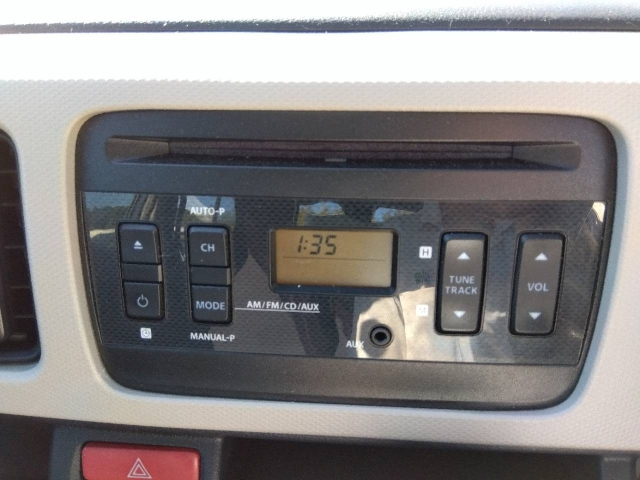 AUTO-P
CH
1:35
H
TUNE
TRACK
VOL
MODE
AM/FM/CD/AUX
MANUAL-P
AUX